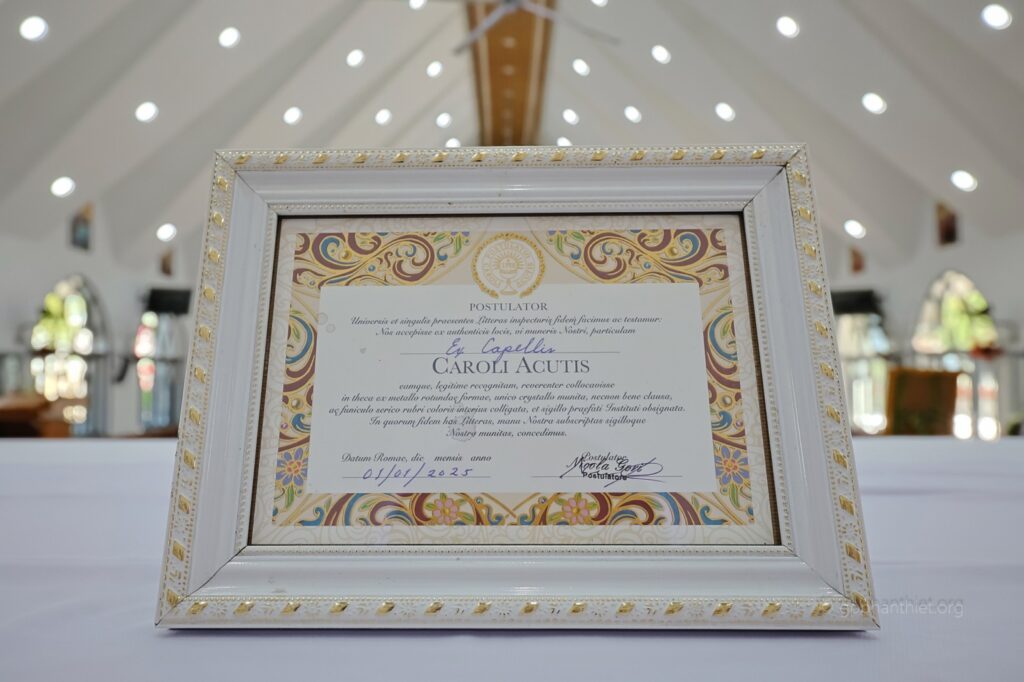 POSTULATOR
Universis et singulis praesentes Litteras inspecturis fidem facimus ac testamur:
Nos accepisse ex authenticis locis, vi muneris Nostri, particulam
Ex Capellis
CAROLI ACUTIS
eamque, legitime recognitam, reverenter collocavisse
in theca ex metallo rotundae formae, unico crystallo munita, necnon bene clausa,
ac funiculo serico rubri coloris interius colligata, et sigillo praefati Instituti obsignata.
In quorum fidem has Litteras, manu Nostra subscriptas sigilloque
Nostro munitas, concedimus.
Datum Romae, die mensis anno
01/01/2025
Postulator
Postulatore
gpphanthiet.org